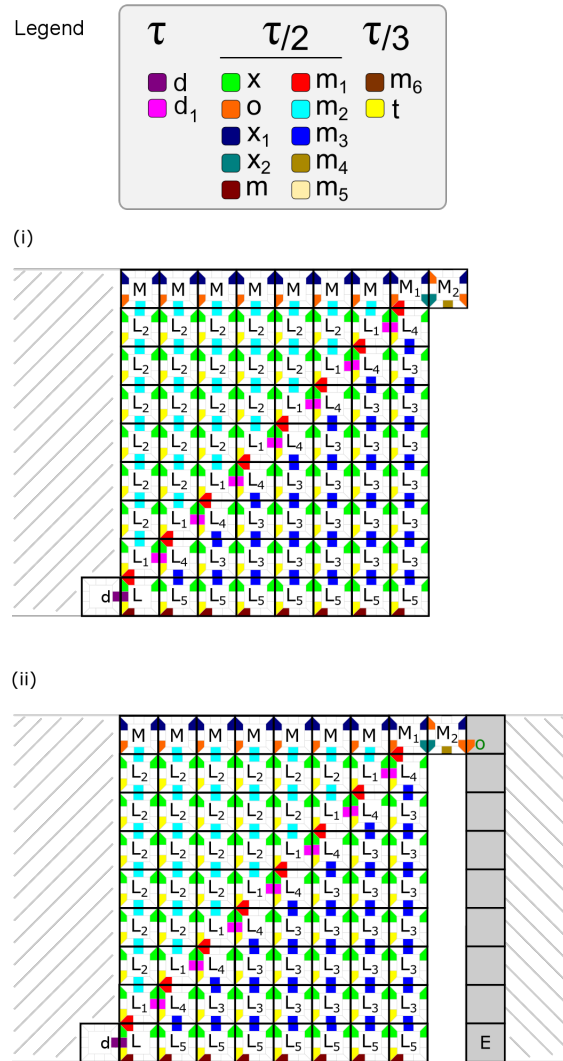 Legend
τ τ/2 τ/3
d x m₁ m₆
d₁ o m₂ t
x₁ m₃
x₂ m₄
m m₅
(i)
M M M M M M M M₁ M₂
L₂ L₂ L₂ L₂ L₂ L₂ L₁ L₄
L₂ L₂ L₂ L₂ L₂ L₁ L₄ L₃
L₂ L₂ L₂ L₂ L₁ L₄ L₃ L₃
L₂ L₂ L₂ L₁ L₄ L₃ L₃ L₃
L₂ L₂ L₁ L₄ L₃ L₃ L₃ L₃
L₂ L₁ L₄ L₃ L₃ L₃ L₃ L₃
L₁ L₄ L₃ L₃ L₃ L₃ L₃ L₃
d L L₅ L₅ L₅ L₅ L₅ L₅ L₅
(ii)
M M M M M M M M₁ M₂ o
L₂ L₂ L₂ L₂ L₂ L₂ L₁ L₄
L₂ L₂ L₂ L₂ L₂ L₁ L₄ L₃
L₂ L₂ L₂ L₂ L₁ L₄ L₃ L₃
L₂ L₂ L₂ L₁ L₄ L₃ L₃ L₃
L₂ L₂ L₁ L₄ L₃ L₃ L₃ L₃
L₂ L₁ L₄ L₃ L₃ L₃ L₃ L₃
L₁ L₄ L₃ L₃ L₃ L₃ L₃ L₃
d L L₅ L₅ L₅ L₅ L₅ L₅ L₅ E